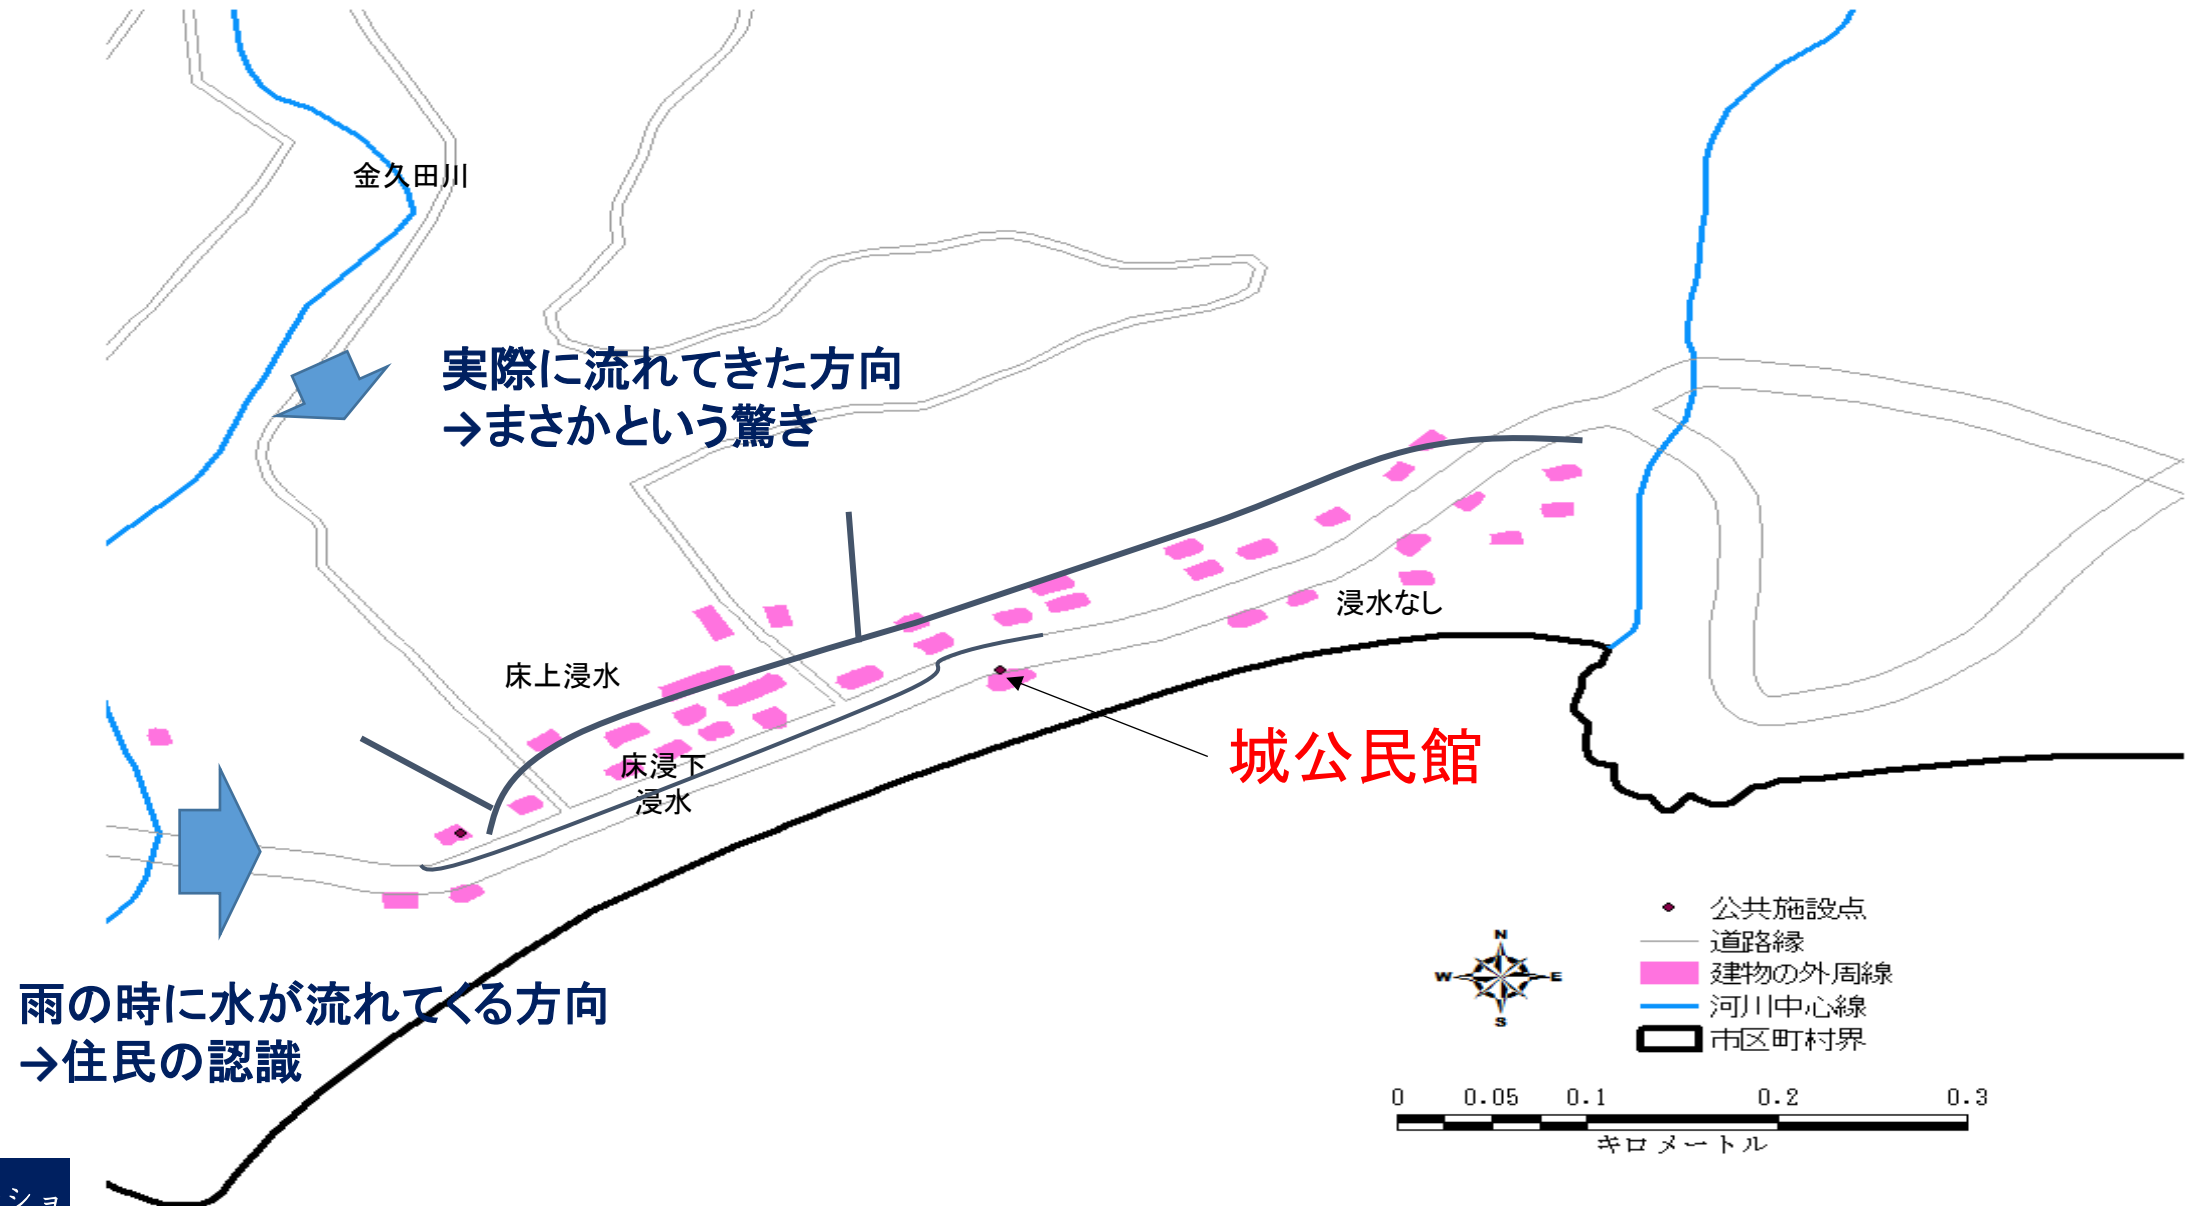 金久田川
実際に流れてきた方向
→まさかという驚き
浸水なし
床上浸水
床浸下
浸水
城公民館
雨の時に水が流れてくる方向
→住民の認識
N
W
E
S
公共施設点
道路縁
建物の外周線
河川中心線
市区町村界
0 0.05 0.1 0.2 0.3
キロメートル
ショ